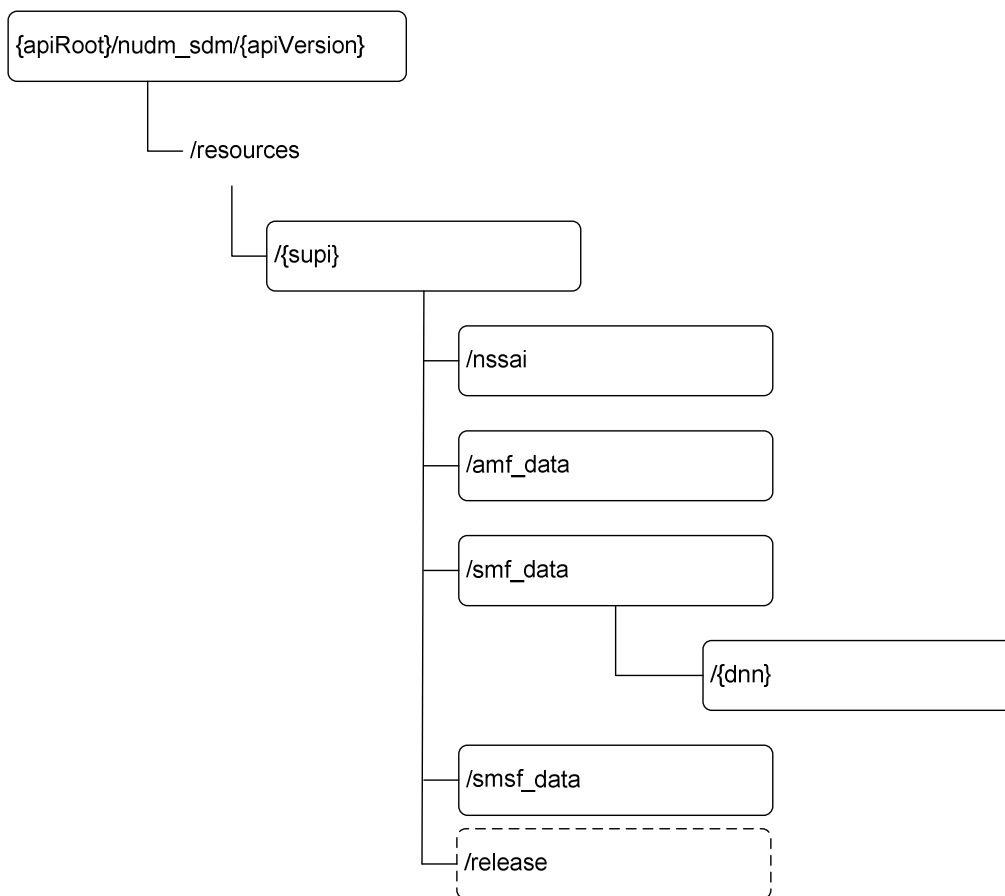 {apiRoot}/nudm_sdm/{apiVersion}
/resources
/{supi}
/nssai
/amf_data
/smf_data
/{dnn}
/smsf_data
/release